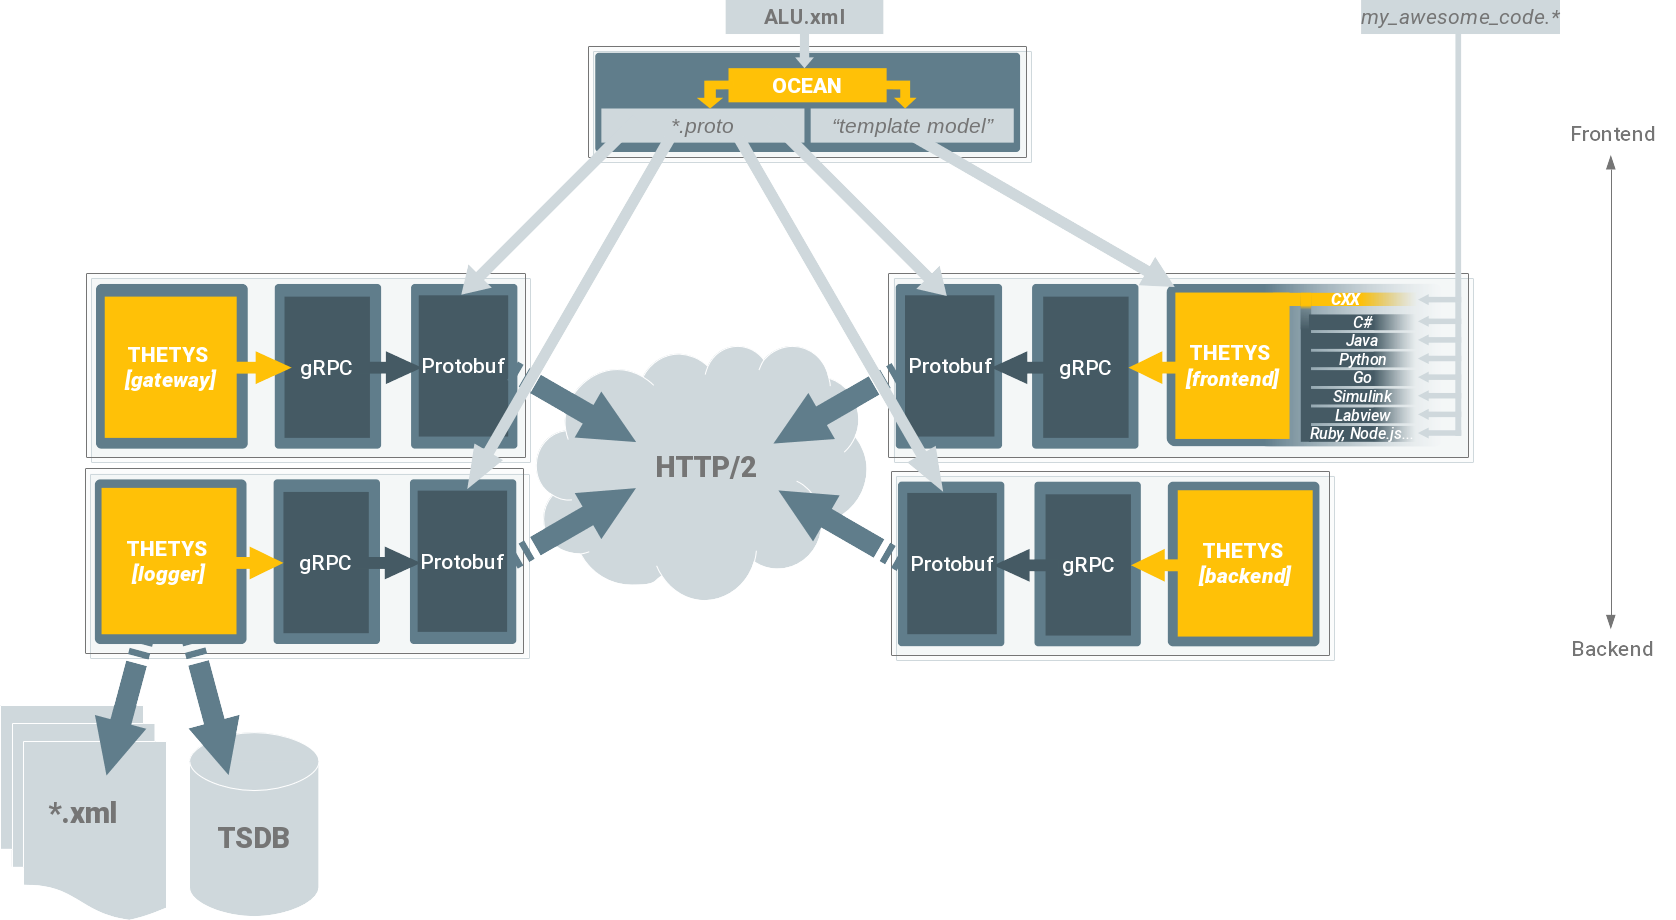 ALU.xml
my_awesome_code.*
OCEAN
*.proto
“template model”
Frontend
THETYS
[gateway]
gRPC
Protobuf
Protobuf
gRPC
THETYS
[frontend]
CXX
C#
Java
Python
Go
Simulink
Labview
Ruby, Node.js...
HTTP/2
THETYS
[logger]
gRPC
Protobuf
Protobuf
gRPC
THETYS
[backend]
Backend
*.xml
TSDB